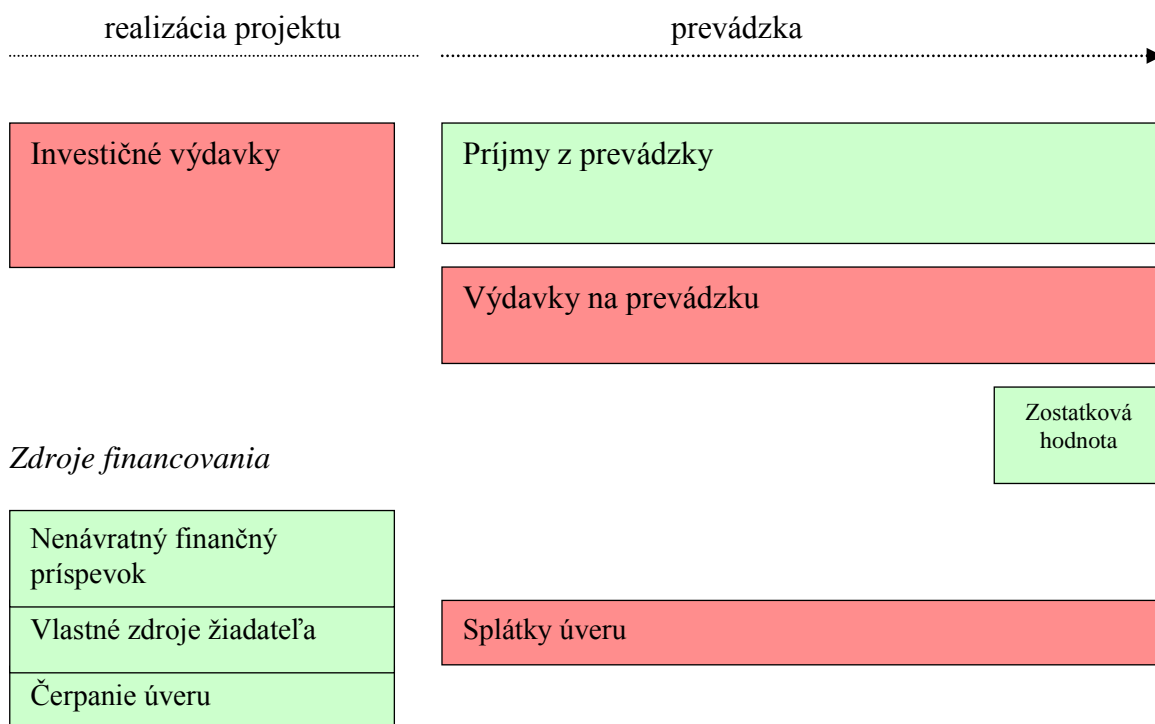 realizácia projektu
prevádzka
Investičné výdavky
Príjmy z prevádzky
Výdavky na prevádzku
Zostatková
hodnota
Zdroje financovania
Nenávratný finančný
príspevok
Vlastné zdroje žiadateľa
Splátky úveru
Čerpanie úveru